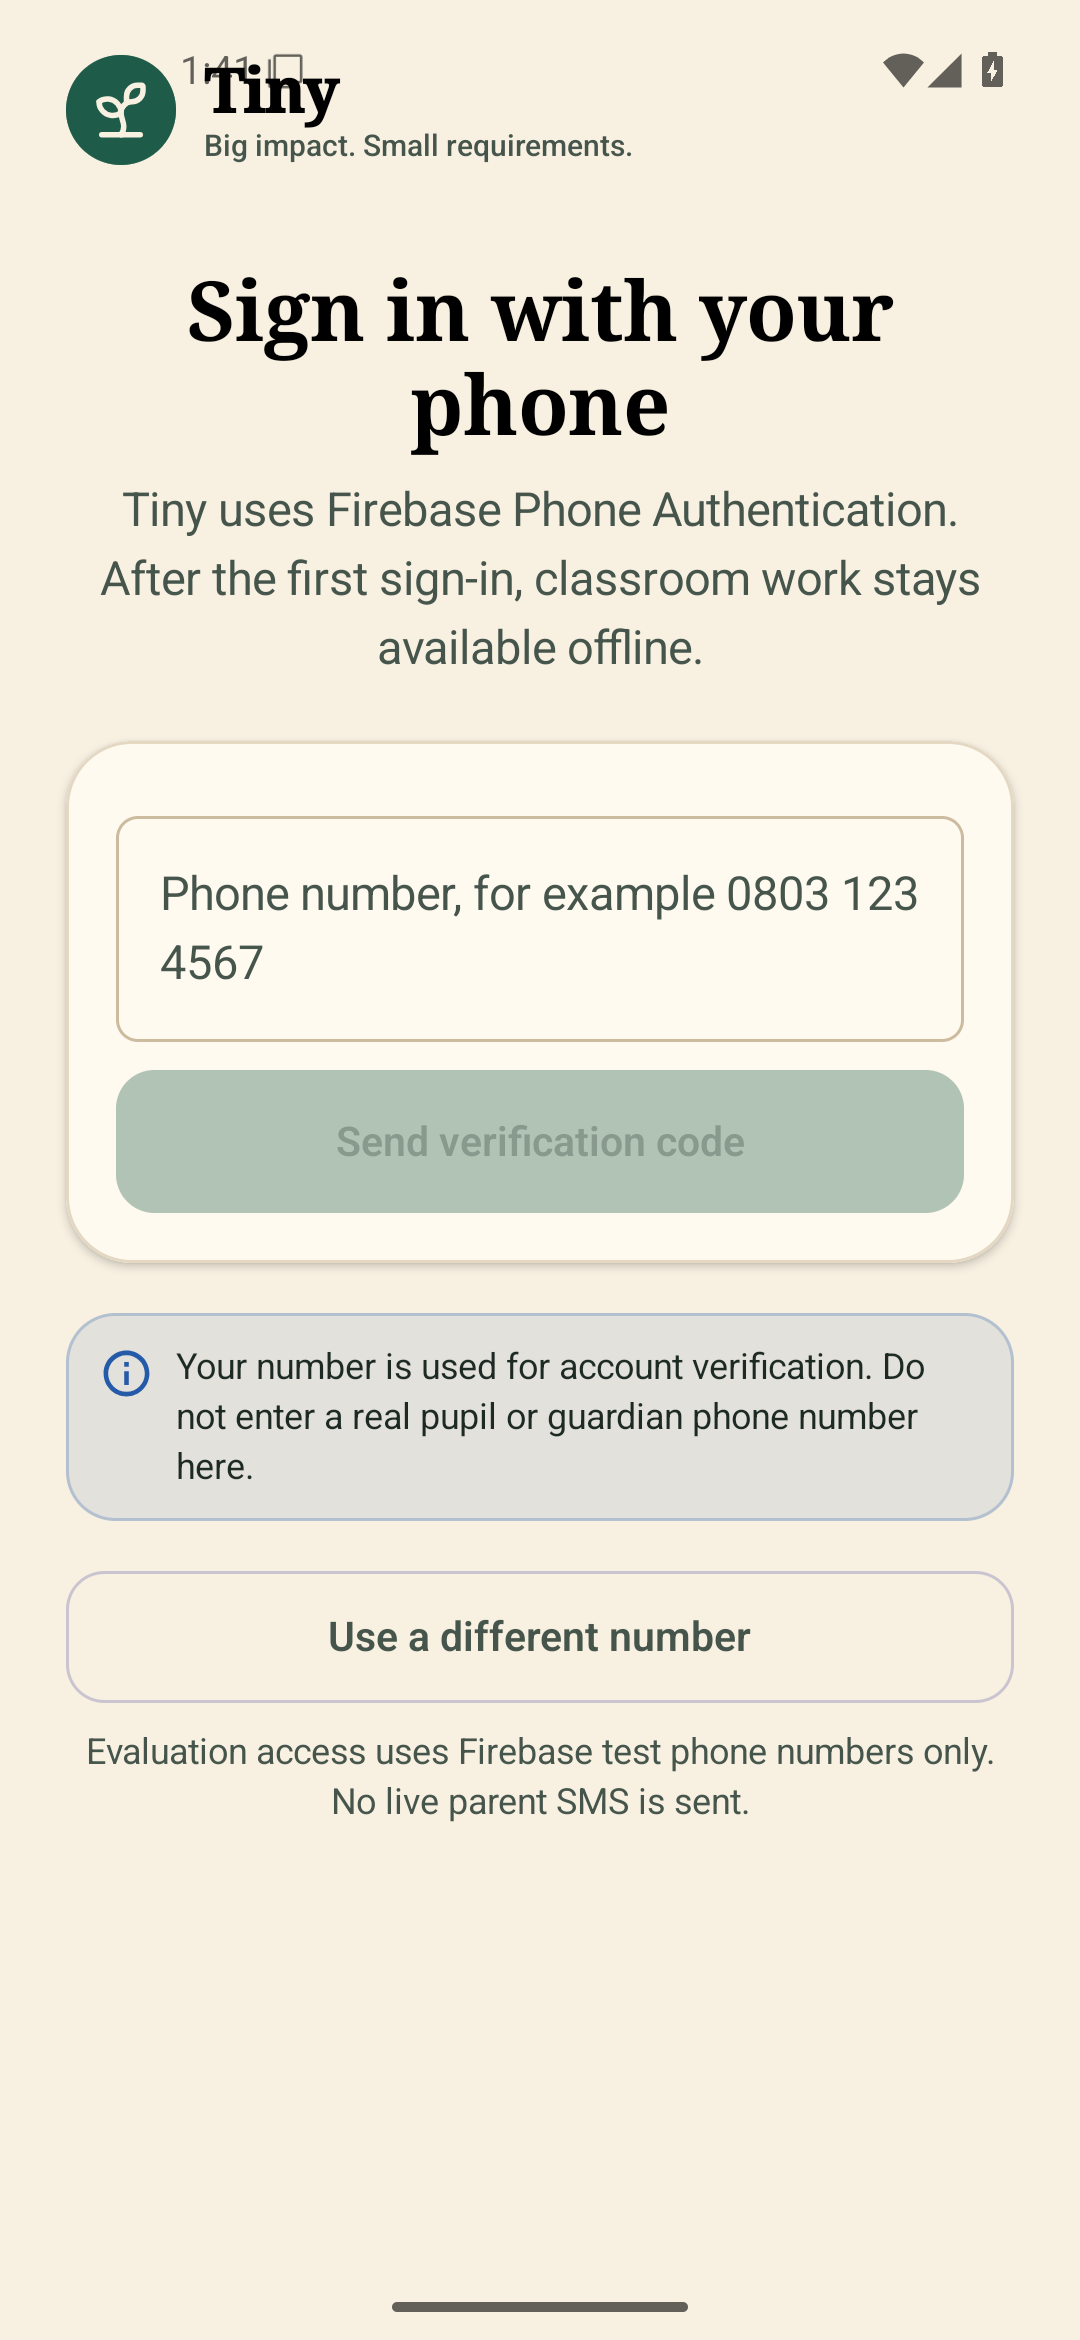 1:41
Tiny
Big impact. Small requirements.
Sign in with your
phone
Tiny uses Firebase Phone Authentication.
After the first sign-in, classroom work stays
available offline.
Phone number, for example 0803 123
4567
Send verification code
Your number is used for account verification. Do
not enter a real pupil or guardian phone number
here.
Use a different number
Evaluation access uses Firebase test phone numbers only.
No live parent SMS is sent.